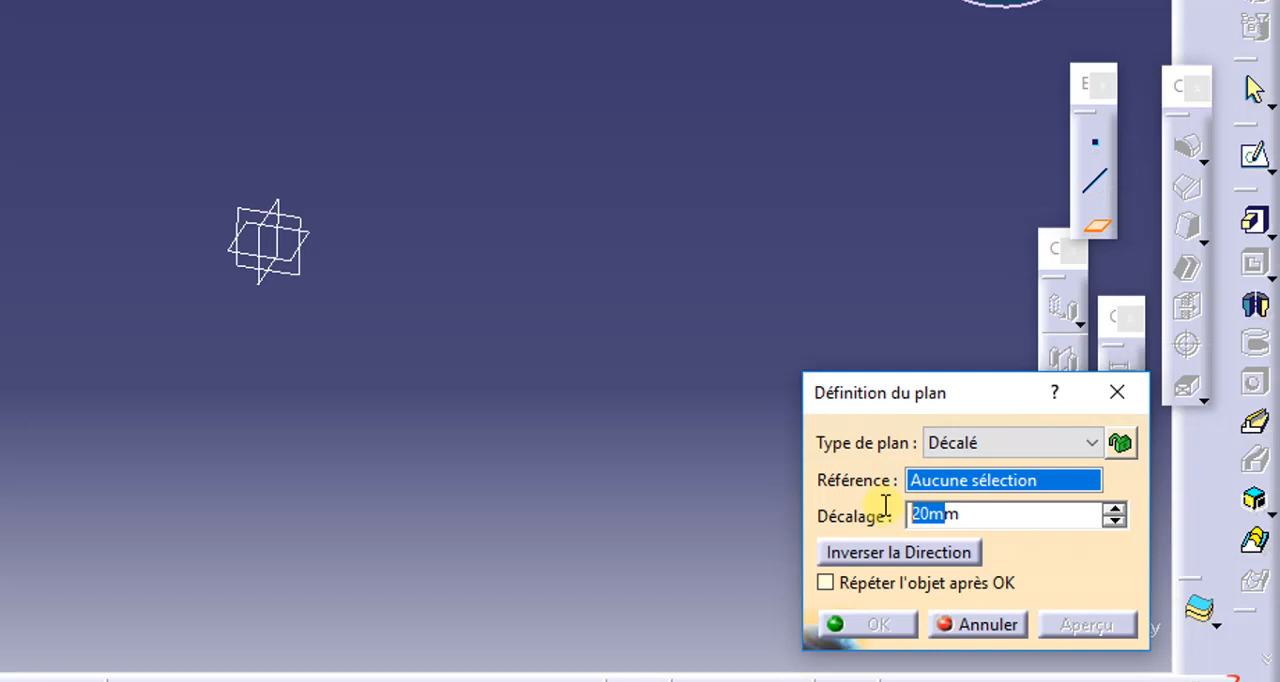 E
C
C
C
Définition du plan ?
Type de plan : Décalé
Référence : Aucune sélection
Décalage : 20mm
Inverser la Direction
Répéter l'objet après OK
OK Annuler Aperçu
y